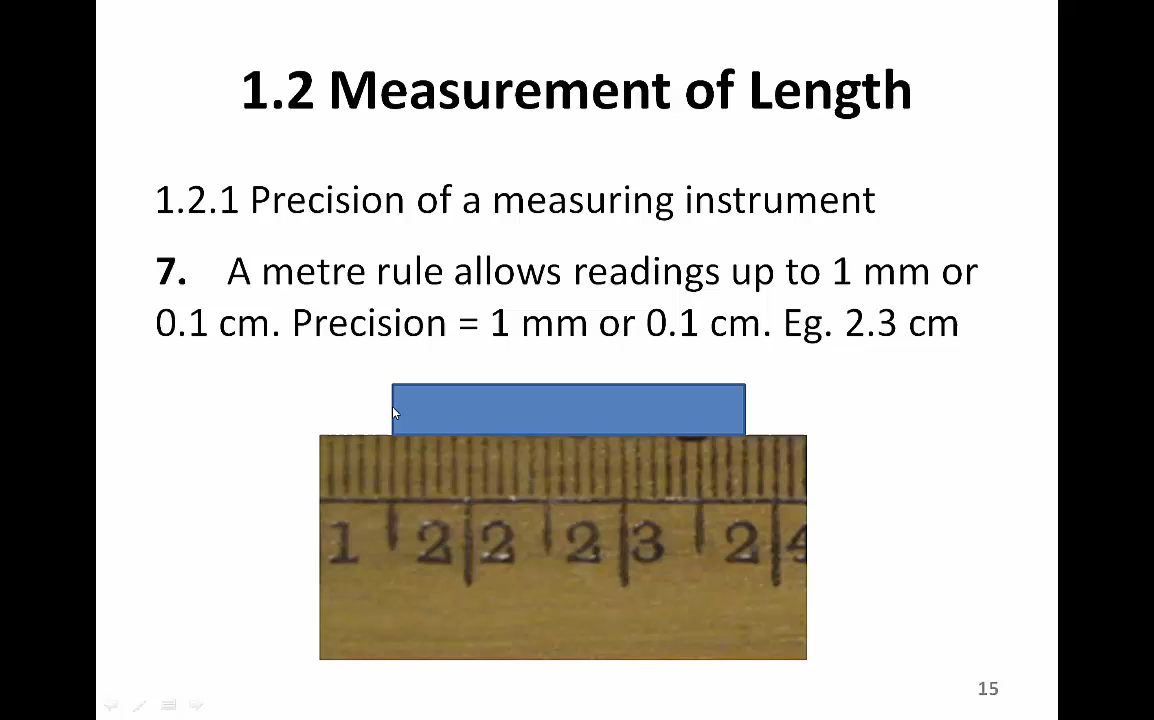 1.2 Measurement of Length
1.2.1 Precision of a measuring instrument
7. A metre rule allows readings up to 1 mm or
0.1 cm. Precision = 1 mm or 0.1 cm. Eg. 2.3 cm
1 2 2 2 3 2 4
15